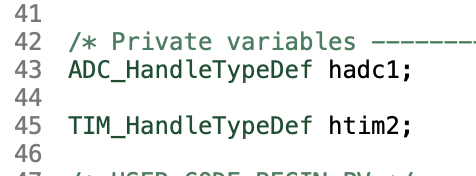 41
42 /* Private variables --------
43 ADC_HandleTypeDef hadc1;
44
45 TIM_HandleTypeDef htim2;
46